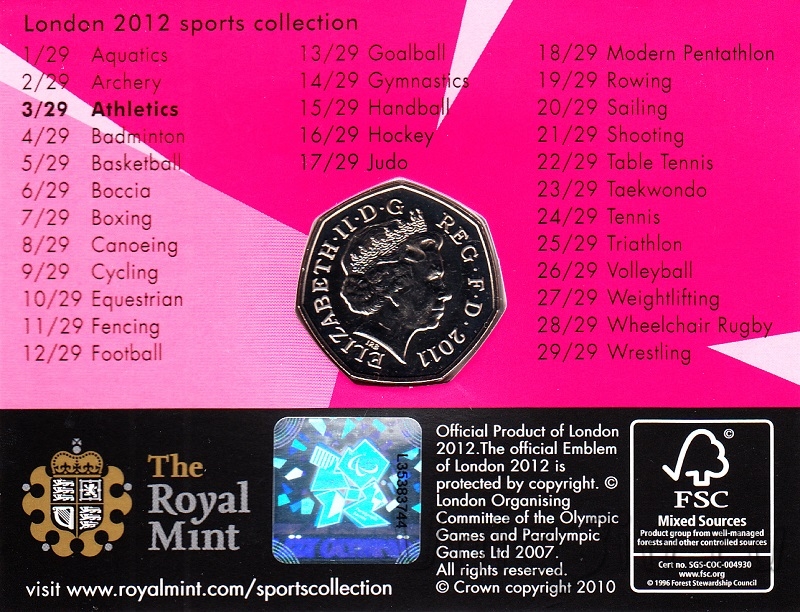 London 2012 sports collection
1/29 Aquatics
2/29 Archery
3/29 Athletics
4/29 Badminton
5/29 Basketball
6/29 Boccia
7/29 Boxing
8/29 Canoeing
9/29 Cycling
10/29 Equestrian
11/29 Fencing
12/29 Football
13/29 Goalball
14/29 Gymnastics
15/29 Handball
16/29 Hockey
17/29 Judo
18/29 Modern Pentathlon
19/29 Rowing
20/29 Sailing
21/29 Shooting
22/29 Table Tennis
23/29 Taekwondo
24/29 Tennis
25/29 Triathlon
26/29 Volleyball
27/29 Weightlifting
28/29 Wheelchair Rugby
29/29 Wrestling
ELIZABETH·II·D·G REG·F·D·2011
IRB
The
Royal
Mint
visit www.royalmint.com/sportscollection
Official Product of London
2012.The official Emblem
of London 2012 is
protected by copyright. ©
London Organising
Committee of the Olympic
Games and Paralympic
Games Ltd 2007.
All rights reserved.
© Crown copyright 2010
©
FSC
Mixed Sources
Product group from well-managed
forests and other controlled sources
Cert no. SGS-COC-004930
www.fsc.org
© 1996 Forest Stewardship Council